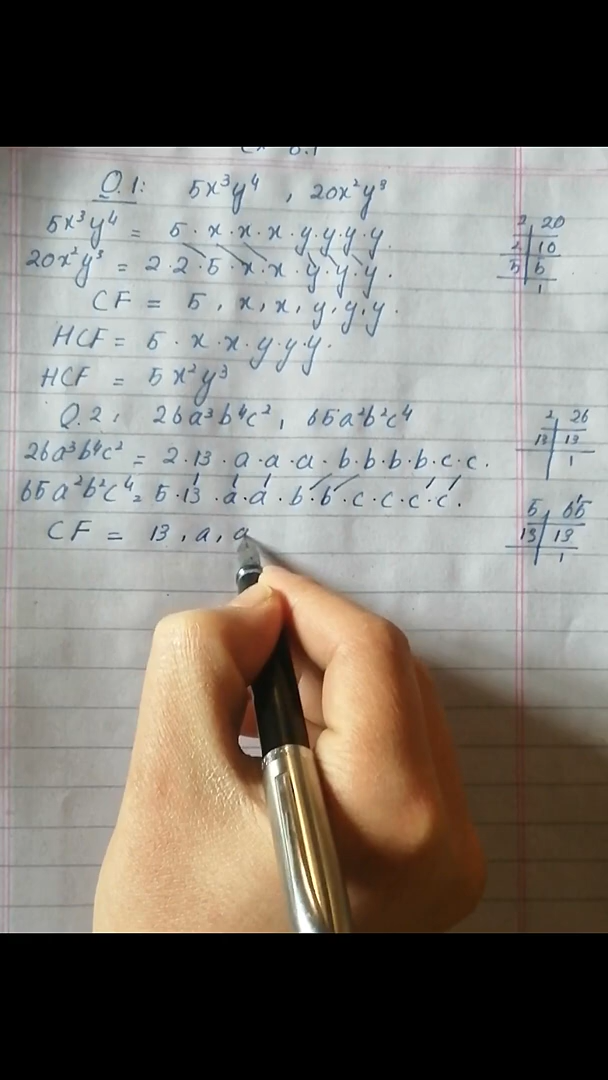 Q.1: 5x³y⁴ , 20x²y³
5x³y⁴ = 5·x·x·x·y·y·y·y.
20x²y³ = 2·2·5·x·x·y·y·y.
CF = 5, x, x, y, y, y.
HCF = 5·x·x·y·y·y.
HCF = 5x²y³
Q.2: 26a³b⁴c², 65a²b²c⁴
26a³b⁴c² = 2·13·a·a·a·b·b·b·b·c·c.
65a²b²c⁴ = 5·13·a·a·b·b·c·c·c·c.
CF = 13, a, a
2 20
2 10
5 5
1
2 26
13 13
1
5 65
13 13
1